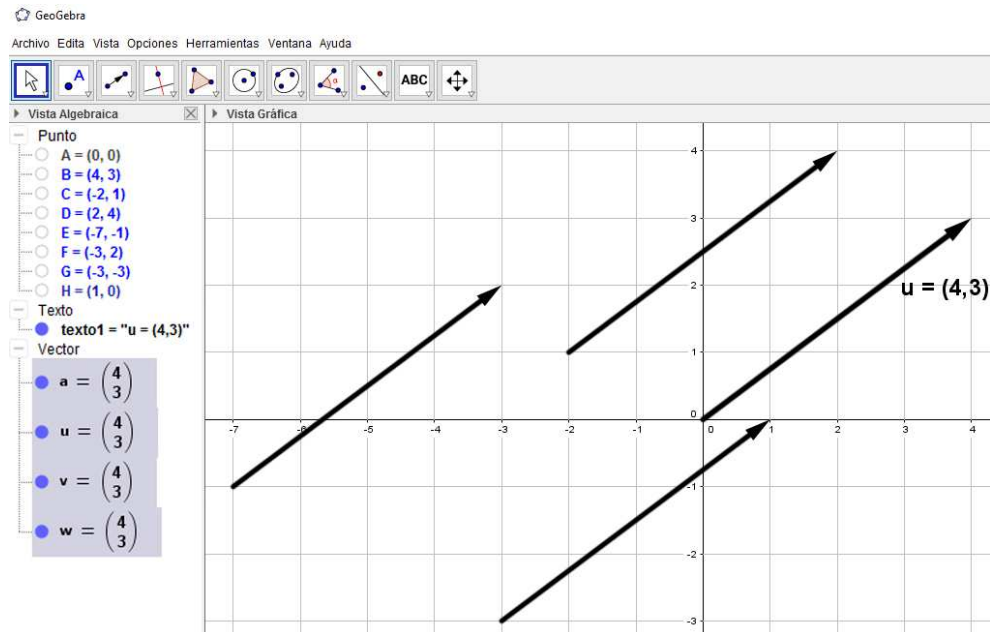 GeoGebra
Archivo Edita Vista Opciones Herramientas Ventana Ayuda
A ABC
Vista Algebraica
Vista Gráfica
Punto
A = (0, 0)
B = (4, 3)
C = (-2, 1)
D = (2, 4)
E = (-7, -1)
F = (-3, 2)
G = (-3, -3)
H = (1, 0)
Texto
texto1 = "u = (4,3)"
Vector
a = (4
3)
u = (4
3)
v = (4
3)
w = (4
3)
4
3
2
1
0
-1
-2
-3
-7 -6 -5 -4 -3 -2 -1 0 1 2 3 4
u = (4,3)